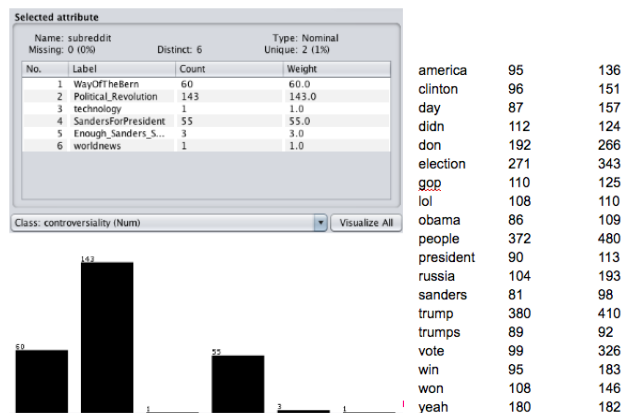 Selected attribute
Name: subreddit Type: Nominal
Missing: 0 (0%) Distinct: 6 Unique: 2 (1%)
No. Label Count Weight
1 WayOfTheBern 60 60.0
2 Political_Revolution 143 143.0
3 technology 1 1.0
4 SandersForPresident 55 55.0
5 Enough_Sanders_S... 3 3.0
6 worldnews 1 1.0
Class: controversiality (Num) Visualize All
60 143 1 55 3 1
america 95 136
clinton 96 151
day 87 157
didn 112 124
don 192 266
election 271 343
gop 110 125
lol 108 110
obama 86 109
people 372 480
president 90 113
russia 104 193
sanders 81 98
trump 380 410
trumps 89 92
vote 99 326
win 95 183
won 108 146
yeah 180 182